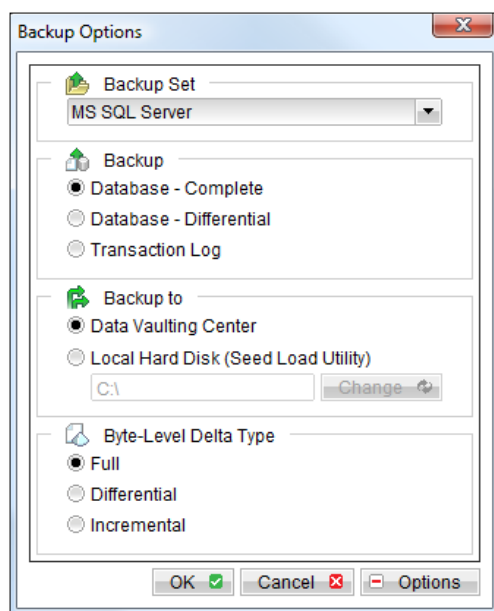 Backup Options
Backup Set
MS SQL Server
Backup
Database - Complete
Database - Differential
Transaction Log
Backup to
Data Vaulting Center
Local Hard Disk (Seed Load Utility)
C:\ Change
Byte-Level Delta Type
Full
Differential
Incremental
OK Cancel Options